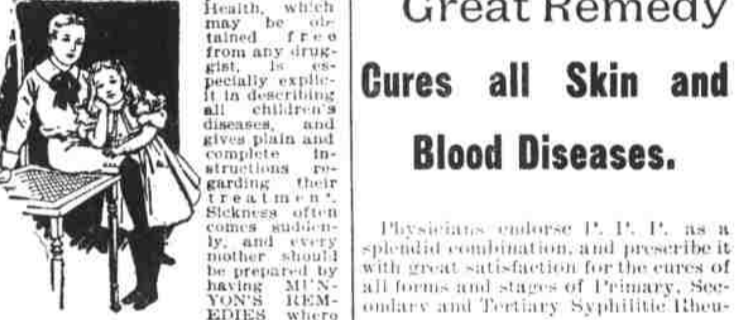 Health, which
may be ob-
tained free
from any drug-
gist, is es-
pecially explic-
it in describing
all children's
diseases, and
gives plain and
complete in-
structions re-
garding their
treatment.
Sickness often
comes sudden-
ly, and every
mother should
be prepared by
having MUN-
YON'S REM-
EDIES where
Great Remedy
Cures all Skin and
Blood Diseases.
Physicians endorse P. P. P. as a
splendid combination, and prescribe it
with great satisfaction for the cures of
all forms and stages of Primary, Sec-
ondary and Tertiary Syphilitic Rheu-